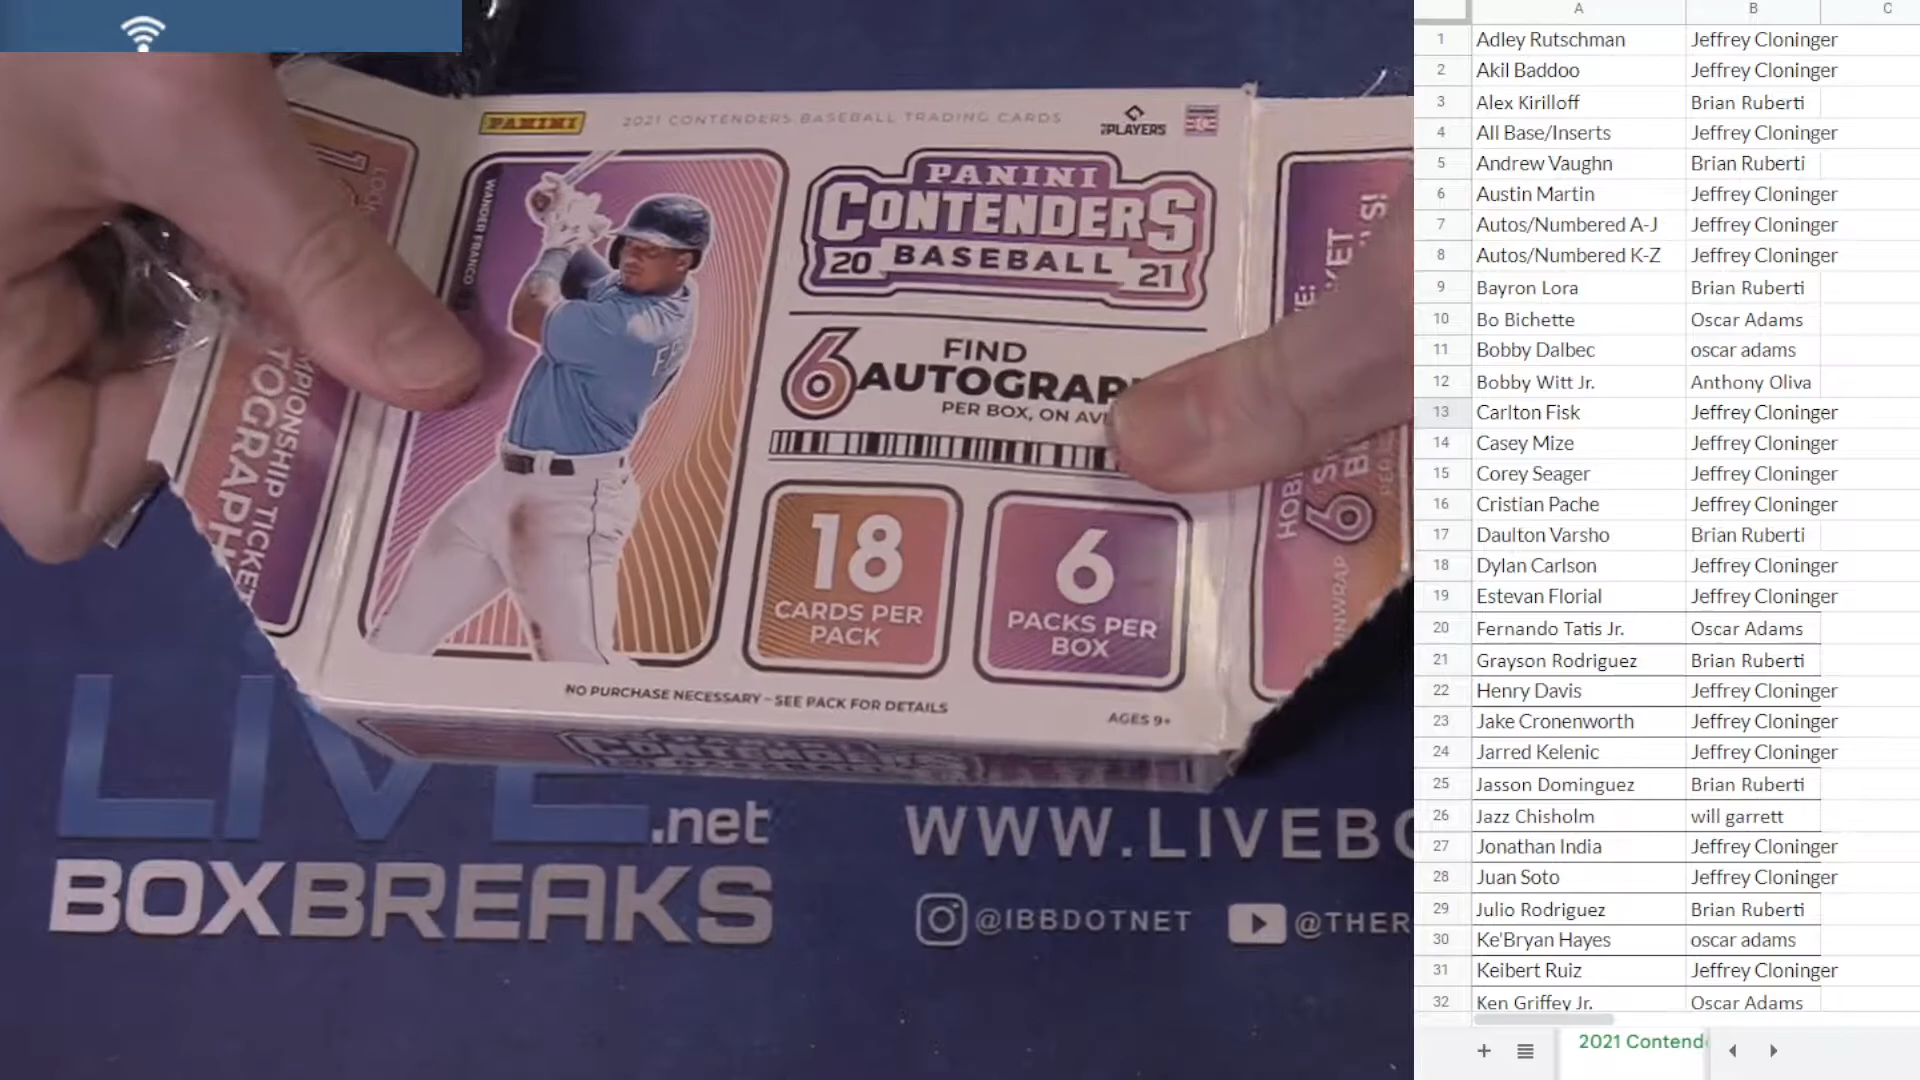 PANINI
2021 CONTENDERS BASEBALL TRADING CARDS
PLAYERS
WANDER FRANCO
PANINI
CONTENDERS
20 BASEBALL 21
6 FIND
PER BOX, ON
18
CARDS PER
PACK
6
PACKS PER
BOX
NO PURCHASE NECESSARY – SEE PACK FOR DETAILS
AGES 9+
CONTENDERS
TICKET
LIVE.net
BOXBREAKS
@IBBDOTNET
A B C
1 Adley Rutschman Jeffrey Cloninger
2 Akil Baddoo Jeffrey Cloninger
3 Alex Kirilloff Brian Ruberti
4 All Base/Inserts Jeffrey Cloninger
5 Andrew Vaughn Brian Ruberti
6 Austin Martin Jeffrey Cloninger
7 Autos/Numbered A-J Jeffrey Cloninger
8 Autos/Numbered K-Z Jeffrey Cloninger
9 Bayron Lora Brian Ruberti
10 Bo Bichette Oscar Adams
11 Bobby Dalbec oscar adams
12 Bobby Witt Jr. Anthony Oliva
13 Carlton Fisk Jeffrey Cloninger
14 Casey Mize Jeffrey Cloninger
15 Corey Seager Jeffrey Cloninger
16 Cristian Pache Jeffrey Cloninger
17 Daulton Varsho Brian Ruberti
18 Dylan Carlson Jeffrey Cloninger
19 Estevan Florial Jeffrey Cloninger
20 Fernando Tatis Jr. Oscar Adams
21 Grayson Rodriguez Brian Ruberti
22 Henry Davis Jeffrey Cloninger
23 Jake Cronenworth Jeffrey Cloninger
24 Jarred Kelenic Jeffrey Cloninger
25 Jasson Dominguez Brian Ruberti
26 Jazz Chisholm will garrett
27 Jonathan India Jeffrey Cloninger
28 Juan Soto Jeffrey Cloninger
29 Julio Rodriguez Brian Ruberti
30 Ke'Bryan Hayes oscar adams
31 Keibert Ruiz Jeffrey Cloninger
32 Ken Griffey Jr. Oscar Adams
2021 Contend